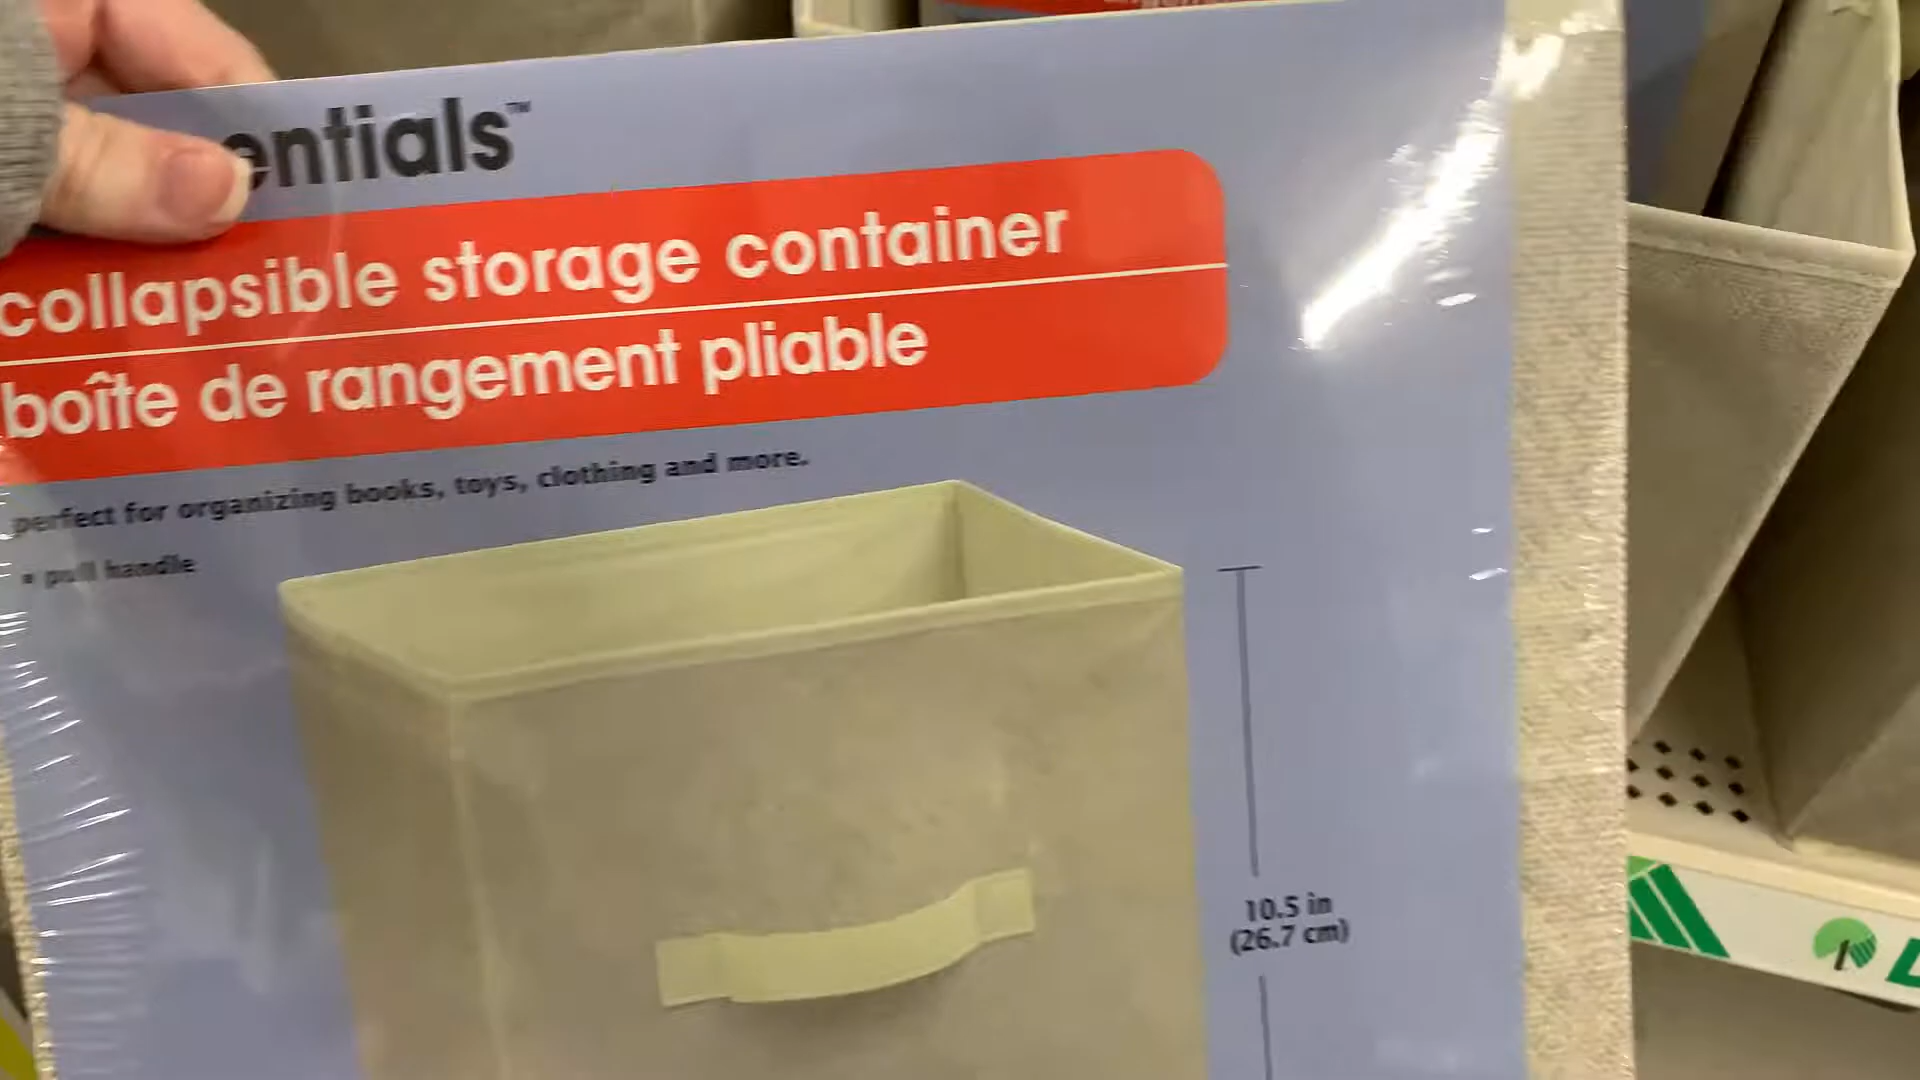 entials™
collapsible storage container
boîte de rangement pliable
perfect for organizing books, toys, clothing and more.
• pull handle
10.5 in
(26.7 cm)